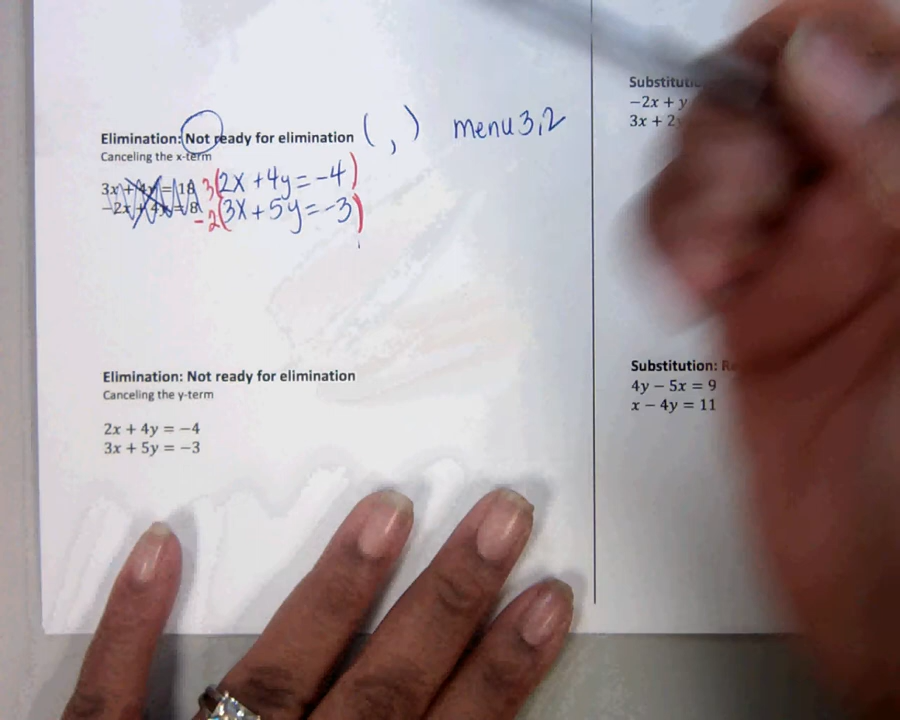 Elimination: Not ready for elimination ( , ) menu 3,2
Canceling the x-term
3(2x + 4y = -4)
-2(3x + 5y = -3)
Elimination: Not ready for elimination
Canceling the y-term
2x + 4y = −4
3x + 5y = −3
−2x + y
3x + 2
Substitution:
4y − 5x = 9
x − 4y = 11